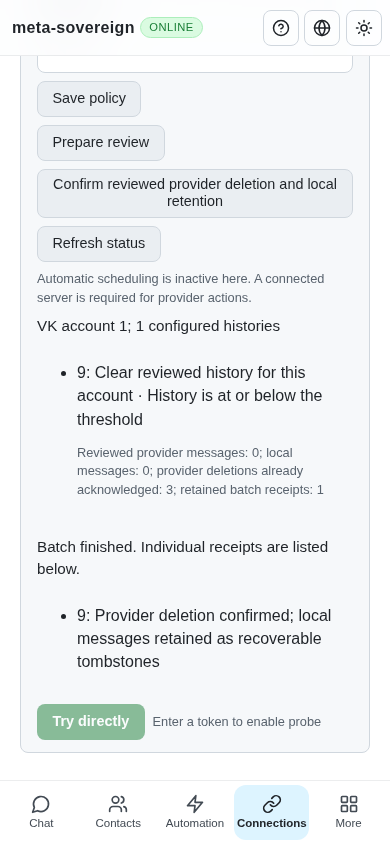 meta-sovereign ONLINE
Save policy
Prepare review
Confirm reviewed provider deletion and local
retention
Refresh status
Automatic scheduling is inactive here. A connected
server is required for provider actions.
VK account 1; 1 configured histories
• 9: Clear reviewed history for this
account · History is at or below the
threshold
Reviewed provider messages: 0; local
messages: 0; provider deletions already
acknowledged: 3; retained batch receipts: 1
Batch finished. Individual receipts are listed
below.
• 9: Provider deletion confirmed; local
messages retained as recoverable
tombstones
Try directly Enter a token to enable probe
Chat Contacts Automation Connections More